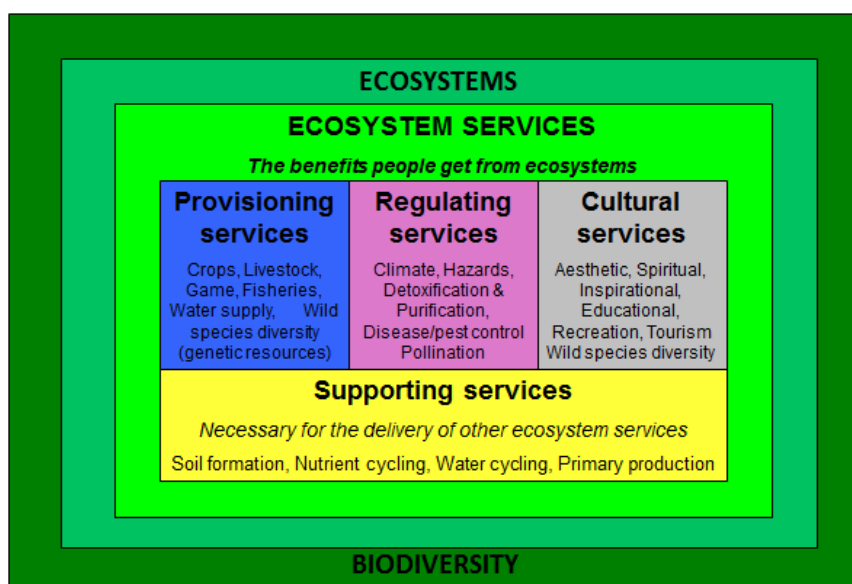 ECOSYSTEMS
ECOSYSTEM SERVICES
The benefits people get from ecosystems
Provisioning
services
Crops, Livestock,
Game, Fisheries,
Water supply, Wild
species diversity
(genetic resources)
Regulating
services
Climate, Hazards,
Detoxification &
Purification,
Disease/pest control
Pollination
Cultural
services
Aesthetic, Spiritual,
Inspirational,
Educational,
Recreation, Tourism
Wild species diversity
Supporting services
Necessary for the delivery of other ecosystem services
Soil formation, Nutrient cycling, Water cycling, Primary production
BIODIVERSITY